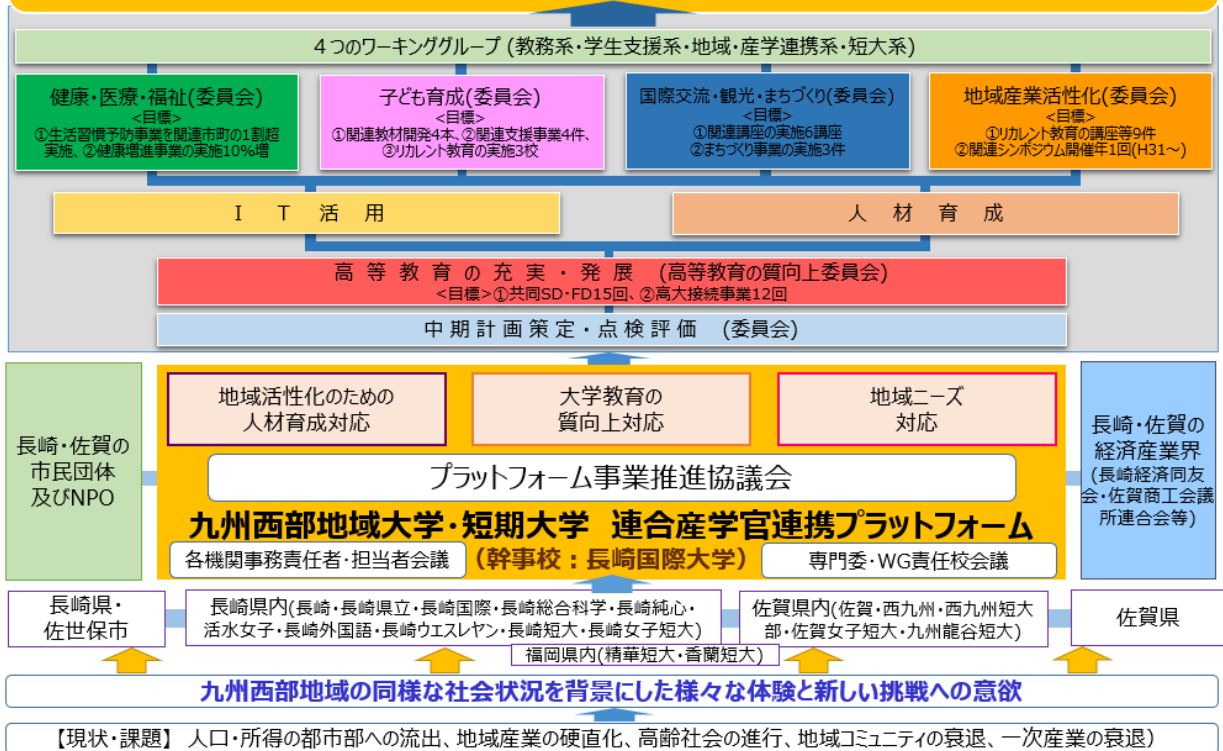 4つのワーキンググループ (教務系・学生支援系・地域・産学連携系・短大系)
健康・医療・福祉(委員会)
<目標>
①生活習慣予防事業を関連市町の1割超
実施、②健康増進事業の実施10%増
子ども育成(委員会)
<目標>
①関連教材開発4本、②関連支援事業4件、
③リカレント教育の実施3校
国際交流・観光・まちづくり(委員会)
<目標>
①関連講座の実施6講座
②まちづくり事業の実施3件
地域産業活性化(委員会)
<目標>
①リカレント教育の講座等9件
②関連シンポジウム開催年1回(H31～)
I T 活 用
人 材 育 成
高 等 教 育 の 充 実 ・ 発 展 (高等教育の質向上委員会)
<目標>①共同SD・FD15回、②高大接続事業12回
中 期 計 画 策 定 ・ 点 検 評 価 (委員会)
長崎・佐賀の
市民団体
及びNPO
地域活性化のための
人材育成対応
大学教育の
質向上対応
地域ニーズ
対応
プラットフォーム事業推進協議会
九州西部地域大学・短期大学 連合産学官連携プラットフォーム
各機関事務責任者・担当者会議
(幹事校:長崎国際大学)
専門委・WG責任校会議
長崎・佐賀の
経済産業界
(長崎経済同友
会・佐賀商工会議
所連合会等)
長崎県・
佐世保市
長崎県内(長崎・長崎県立・長崎国際・長崎総合科学・長崎純心・
活水女子・長崎外国語・長崎ウエスレヤン・長崎短大・長崎女子短大)
佐賀県内(佐賀・西九州・西九州短大
部・佐賀女子短大・九州龍谷短大)
佐賀県
福岡県内(精華短大・香蘭短大)
九州西部地域の同様な社会状況を背景にした様々な体験と新しい挑戦への意欲
【現状・課題】 人口・所得の都市部への流出、地域産業の硬直化、高齢社会の進行、地域コミュニティの衰退、一次産業の衰退)